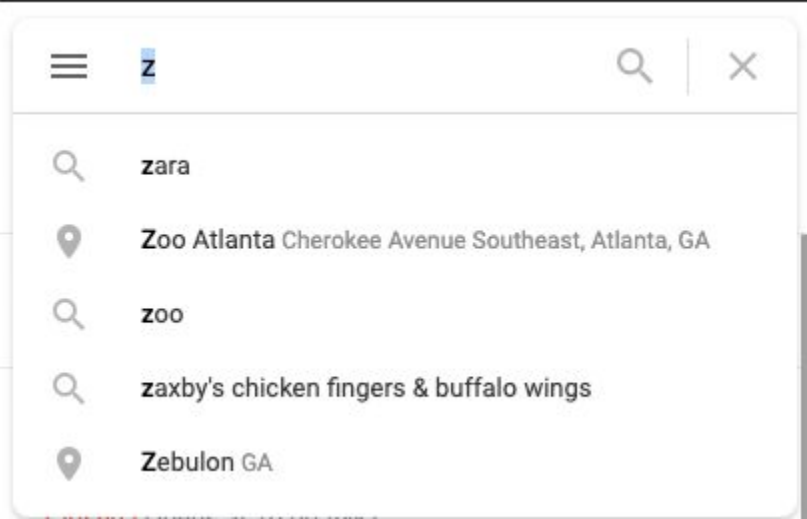 z
zara
Zoo Atlanta Cherokee Avenue Southeast, Atlanta, GA
zoo
zaxby's chicken fingers & buffalo wings
Zebulon GA